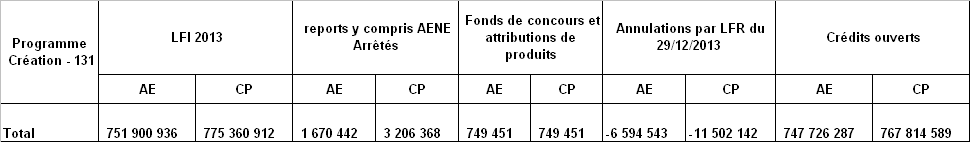 Programme
Création - 131
LFI 2013
reports y compris AENE
Arrêtés
Fonds de concours et
attributions de
produits
Annulations par LFR du
29/12/2013
Crédits ouverts
AE CP AE CP AE CP AE CP AE CP
Total 751 900 936 775 360 912 1 670 442 3 206 368 749 451 749 451 -6 594 543 -11 502 142 747 726 287 767 814 589